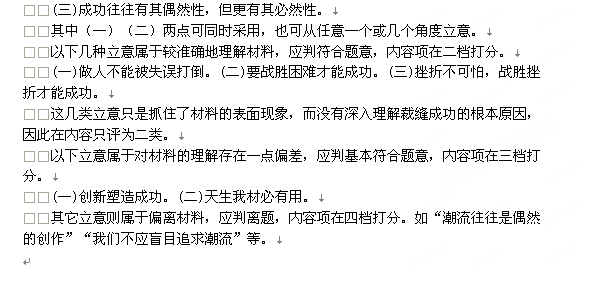 (三)成功往往有其偶然性，但更有其必然性。
其中（一）（二）两点可同时采用，也可从任意一个或几个角度立意。
以下几种立意属于较准确地理解材料，应判符合题意，内容项在二档打分。
(一)做人不能被失误打倒。(二)要战胜困难才能成功。(三)挫折不可怕，战胜挫
折才能成功。
这几类立意只是抓住了材料的表面现象，而没有深入理解裁缝成功的根本原因，
因此在内容只评为二类。
以下立意属于对材料的理解存在一点偏差，应判基本符合题意，内容项在三档打
分。
(一)创新塑造成功。(二)天生我材必有用。
其它立意则属于偏离材料，应判离题，内容项在四档打分。如“潮流往往是偶然
的创作”“我们不应盲目追求潮流”等。